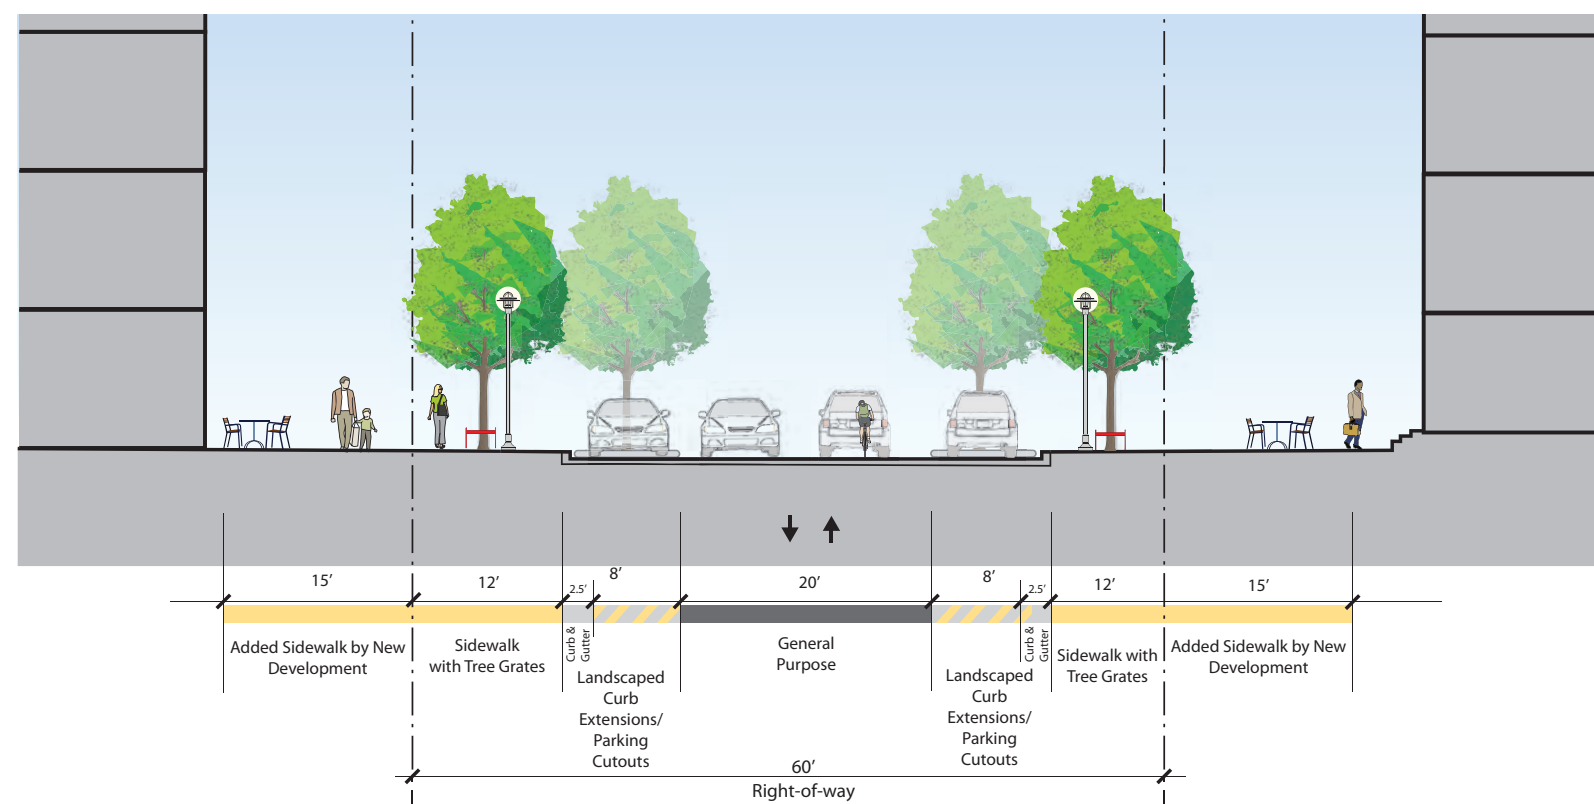 15’
12’
2.5’
8’
20’
8’
2.5’
12’
15’
Added Sidewalk by New
Development
Sidewalk
with Tree Grates
Curb &
Gutter
Landscaped
Curb
Extensions/
Parking
Cutouts
General
Purpose
Landscaped
Curb
Extensions/
Parking
Cutouts
Curb &
Gutter
Sidewalk with
Tree Grates
Added Sidewalk by New
Development
60’
Right-of-way